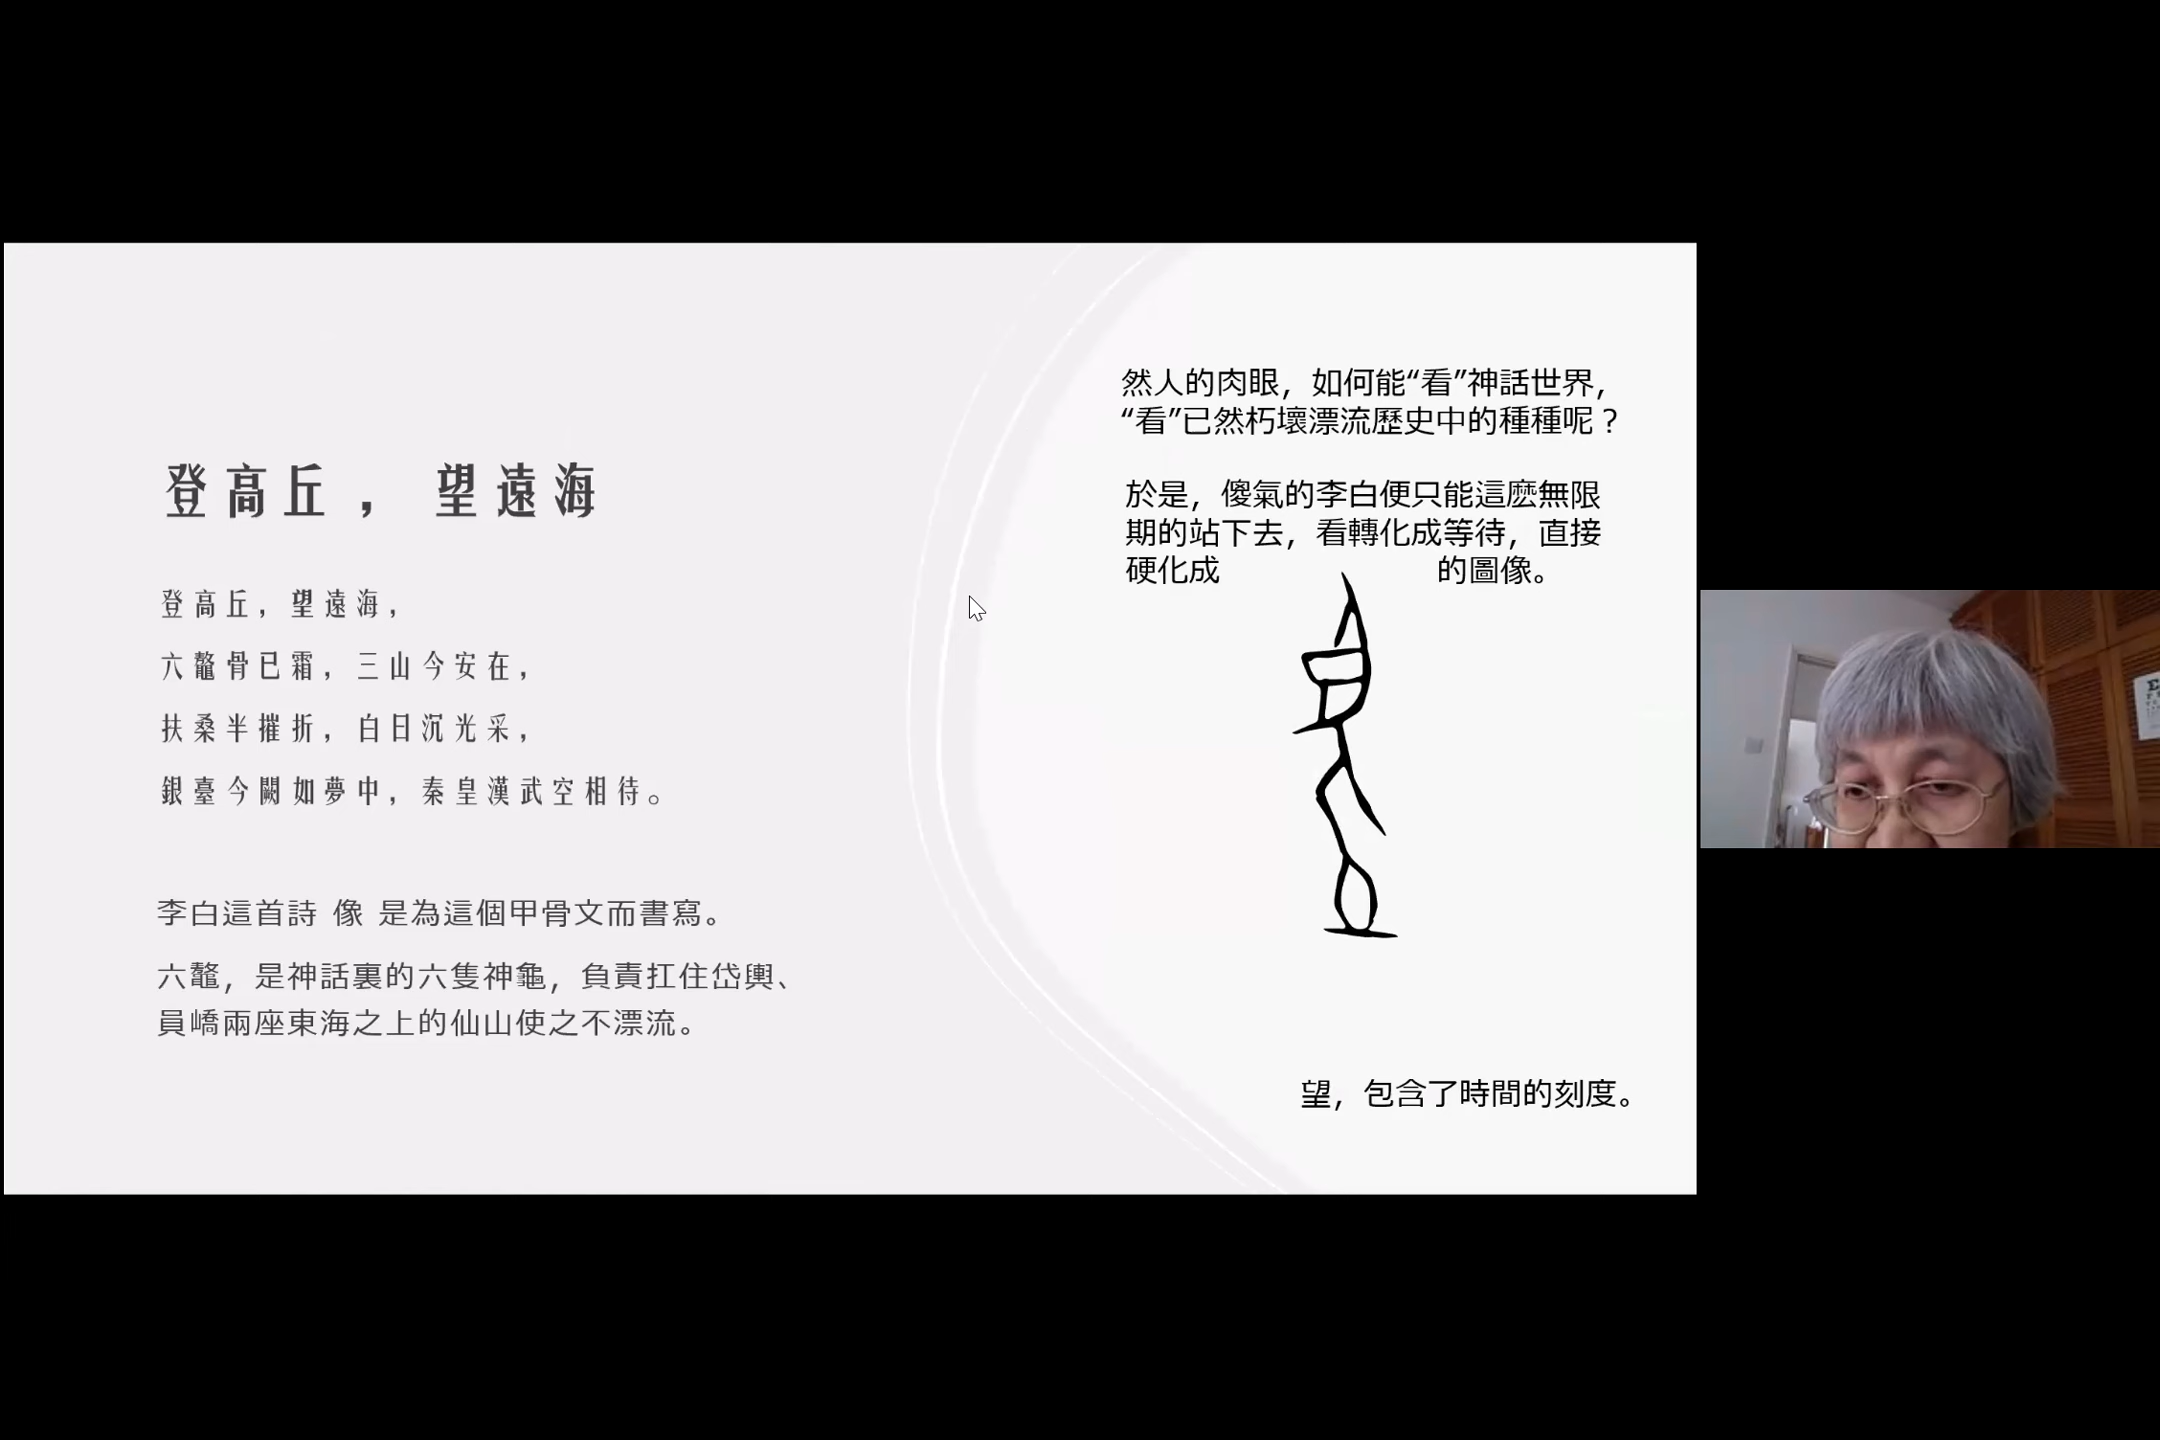 登高丘，望遠海
登高丘，望遠海，
六鼇骨已霜，三山今安在，
扶桑半摧折，白日沉光采，
銀臺今闕如夢中，秦皇漢武空相待。
李白這首詩 像 是為這個甲骨文而書寫。
六鼇，是神話裏的六隻神龜，負責扛住岱輿、
員嶠兩座東海之上的仙山使之不漂流。
然人的肉眼，如何能“看”神話世界，
“看”已然朽壞漂流歷史中的種種呢？
於是，傻氣的李白便只能這麽無限
期的站下去，看轉化成等待，直接
硬化成 的圖像。
望，包含了時間的刻度。
E